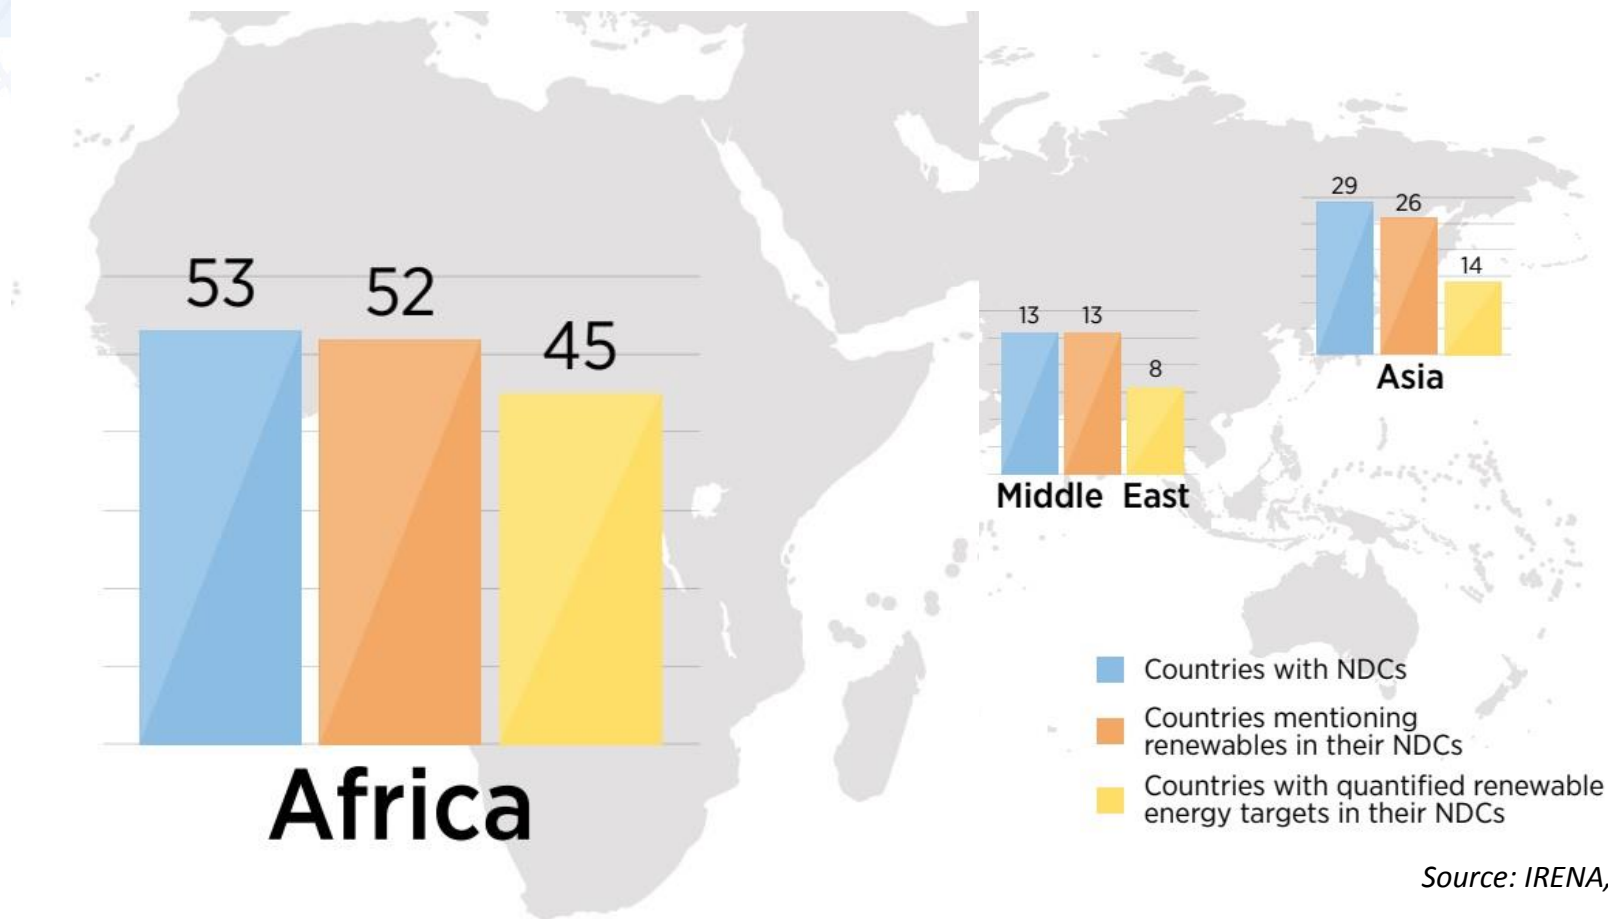 53
52
45
Africa
13
13
8
Middle East
29
26
14
Asia
Countries with NDCs
Countries mentioning
renewables in their NDCs
Countries with quantified renewable
energy targets in their NDCs
Source: IRENA,